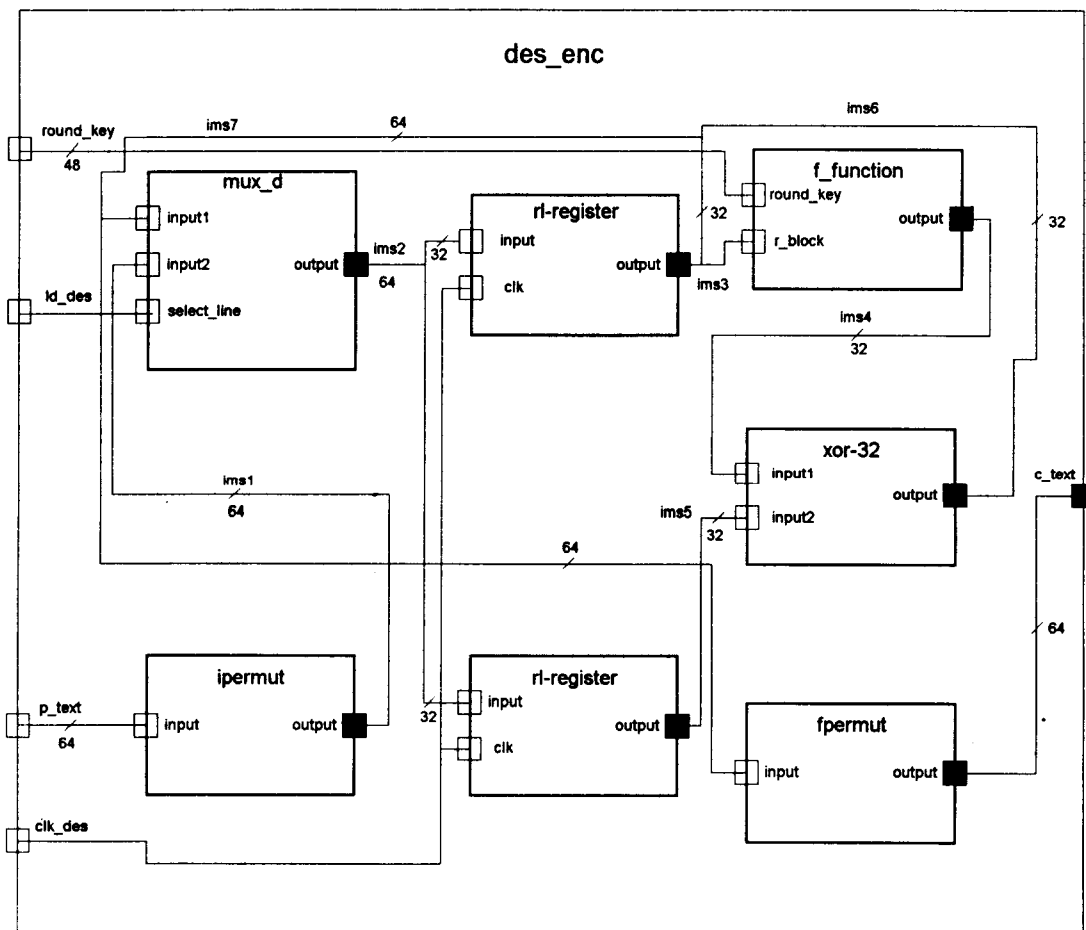 des_enc
round_key
48
ims7
64
ims6
mux_d
input1
input2
select_line
output
ims2
64
32
rl-register
input
clk
output
ims3
32
f_function
round_key
r_block
output
32
ld_des
ims4
32
xor-32
input1
input2
output
c_text
ims1
64
ims5
32
64
64
ipermut
input
output
p_text
64
32
rl-register
input
clk
output
fpermut
input
output
clk_des